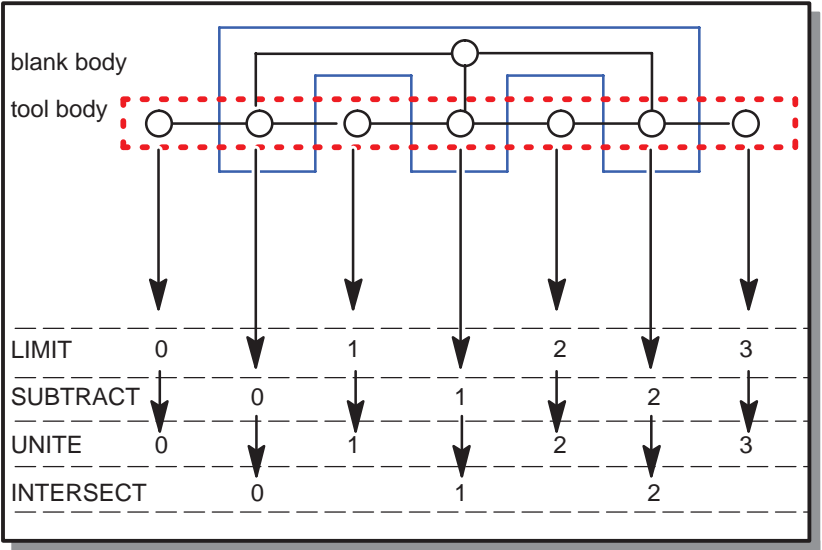 blank body
tool body
LIMIT 0 1 2 3
SUBTRACT 0 1 2
UNITE 0 1 2 3
INTERSECT 0 1 2